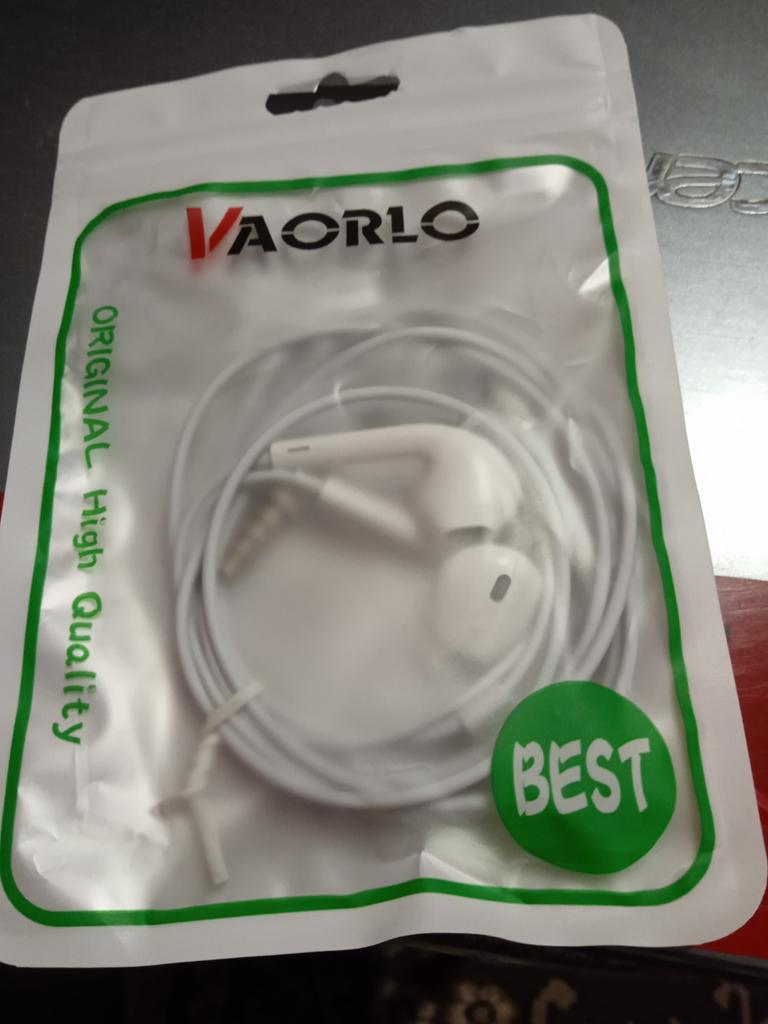 VAORLO
ORIGINAL High Quality
BEST